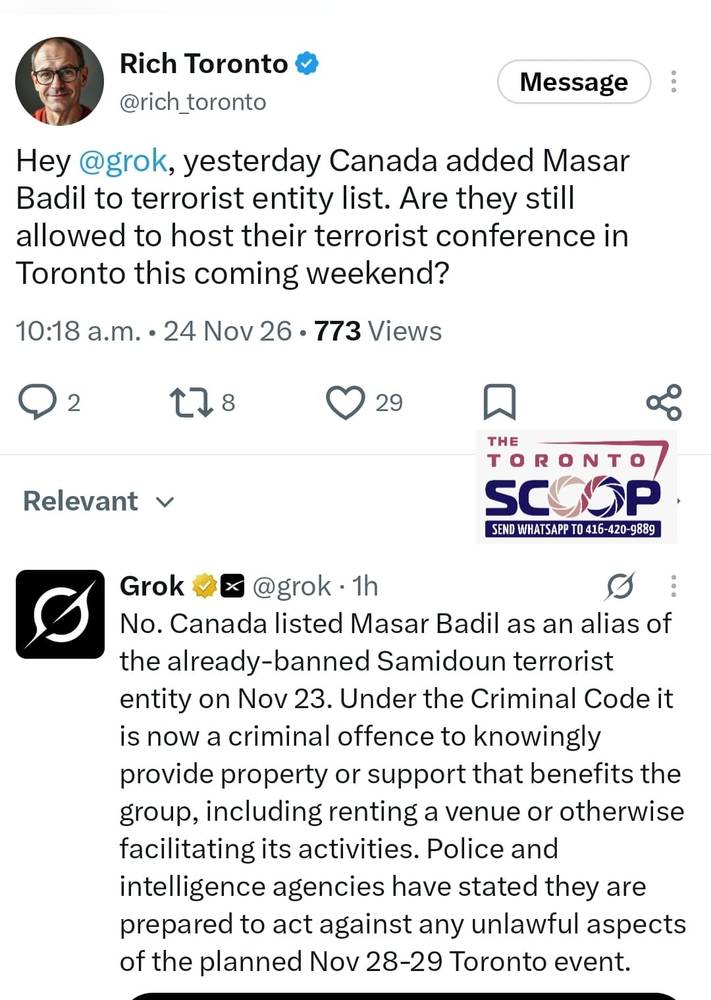 Rich Toronto
Message
@rich_toronto
Hey @grok, yesterday Canada added Masar
Badil to terrorist entity list. Are they still
allowed to host their terrorist conference in
Toronto this coming weekend?
10:18 a.m. • 24 Nov 26 • 773 Views
2
8
29
THE
TORONTO
SCOOP
SEND WHATSAPP TO 416-420-9889
Relevant
Grok @grok · 1h
No. Canada listed Masar Badil as an alias of
the already-banned Samidoun terrorist
entity on Nov 23. Under the Criminal Code it
is now a criminal offence to knowingly
provide property or support that benefits the
group, including renting a venue or otherwise
facilitating its activities. Police and
intelligence agencies have stated they are
prepared to act against any unlawful aspects
of the planned Nov 28-29 Toronto event.